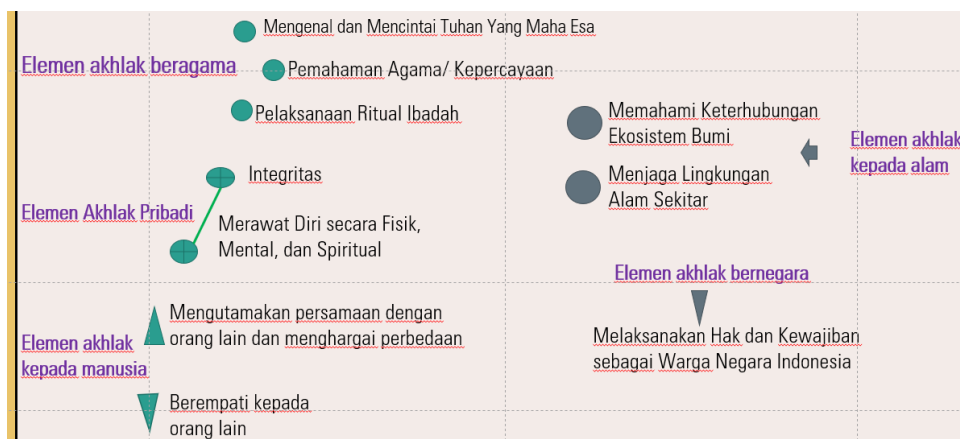 Mengenal dan Mencintai Tuhan Yang Maha Esa
Elemen akhlak beragama
Pemahaman Agama/ Kepercayaan
Pelaksanaan Ritual Ibadah
Integritas
Elemen Akhlak Pribadi
Merawat Diri secara Fisik,
Mental, dan Spiritual
Mengutamakan persamaan dengan
orang lain dan menghargai perbedaan
Elemen akhlak
kepada manusia
Berempati kepada
orang lain
Memahami Keterhubungan
Ekosistem Bumi
Elemen akhlak
kepada alam
Menjaga Lingkungan
Alam Sekitar
Elemen akhlak bernegara
Melaksanakan Hak dan Kewajiban
sebagai Warga Negara Indonesia